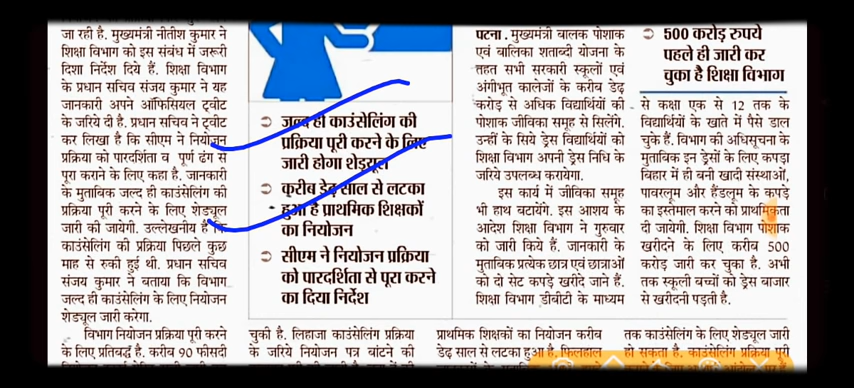 जा रही है. मुख्यमंत्री नीतीश कुमार ने
शिक्षा विभाग को इस संबंध में जरूरी
दिशा निर्देश दिये हैं. शिक्षा विभाग
के प्रधान सचिव संजय कुमार ने यह
जानकारी अपने ऑफिसियल ट्वीट
के जरिये दी है. प्रधान सचिव ने ट्वीट
कर लिखा है कि सीएम ने नियोजन
प्रक्रिया को पारदर्शिता व पूर्ण ढंग से
पूरा कराने के लिए कहा है. जानकारी
के मुताबिक जल्द ही काउंसेलिंग की
प्रक्रिया पूरी करने के लिए शेड्यूल
जारी की जायेगी. उल्लेखनीय है कि
काउंसेलिंग की प्रक्रिया पिछले कुछ
माह से रुकी हुई थी. प्रधान सचिव
संजय कुमार ने बताया कि विभाग
जल्द ही काउंसेलिंग के लिए नियोजन
शेड्यूल जारी करेगा.
विभाग नियोजन प्रक्रिया पूरी करने
के लिए प्रतिबद्ध है. करीब 90 फीसदी
जल्द ही काउंसेलिंग की
प्रक्रिया पूरी करने के लिए
जारी होगा शेड्यूल
करीब डेढ़ साल से लटका
हुआ है प्राथमिक शिक्षकों
का नियोजन
सीएम ने नियोजन प्रक्रिया
को पारदर्शिता से पूरा करने
का दिया निर्देश
चुकी है. लिहाजा काउंसेलिंग प्रक्रिया
के जरिये नियोजन पत्र बांटने की
पटना. मुख्यमंत्री बालक पोशाक
एवं बालिका शताब्दी योजना के
तहत सभी सरकारी स्कूलों एवं
अंगीभूत कालेजों के करीब डेढ़
करोड़ से अधिक विद्यार्थियों की
पोशाक जीविका समूह से सिलेंगे.
उन्हीं के सिये ड्रेस विद्यार्थियों को
शिक्षा विभाग अपनी ड्रेस निधि के
जरिये उपलब्ध करायेगा.
इस कार्य में जीविका समूह
भी हाथ बटायेंगे. इस आशय के
आदेश शिक्षा विभाग ने गुरुवार
को जारी किये हैं. जानकारी के
मुताबिक प्रत्येक छात्र एवं छात्राओं
को दो सेट कपड़े खरीदे जाने हैं.
शिक्षा विभाग डीबीटी के माध्यम
500 करोड़ रुपये
पहले ही जारी कर
चुका है शिक्षा विभाग
से कक्षा एक से 12 तक के
विद्यार्थियों के खाते में पैसे डाल
चुके हैं. विभाग की अधिसूचना के
मुताबिक इन ड्रेसों के लिए कपड़ा
बिहार में ही बनी खादी संस्थाओं,
पावरलूम और हैंडलूम के कपड़े
का इस्तेमाल करने को प्राथमिकता
दी जायेगी. शिक्षा विभाग पोशाक
खरीदने के लिए करीब 500
करोड़ जारी कर चुका है. अभी
तक स्कूली बच्चों को ड्रेस बाजार
से खरीदनी पड़ती है.
प्राथमिक शिक्षकों का नियोजन करीब
डेढ़ साल से लटका हुआ है. फिलहाल
तक काउंसेलिंग के लिए शेड्यूल जारी
हो सकता है. काउंसेलिंग प्रक्रिया पूरी